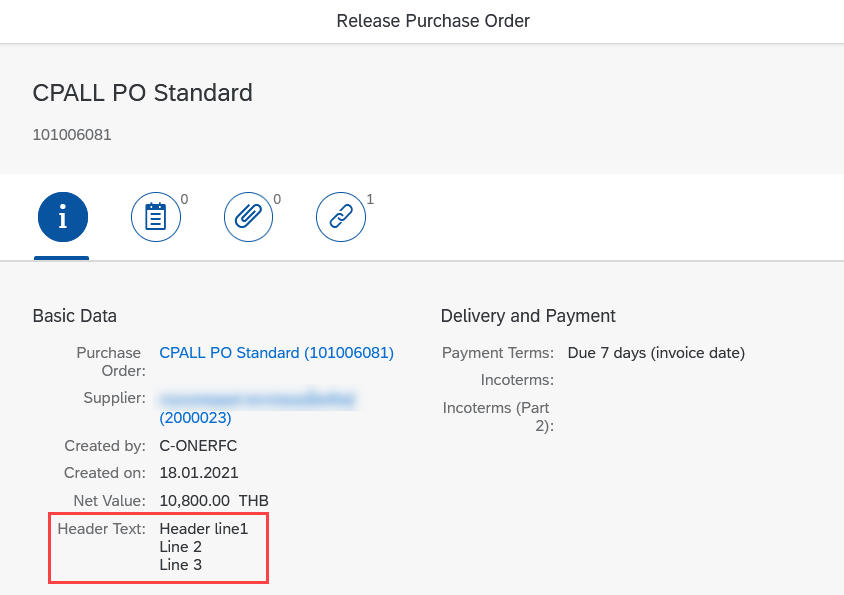 Release Purchase Order
CPALL PO Standard
101006081
0
0
1
Basic Data
Purchase Order:
CPALL PO Standard (101006081)
Supplier:
(2000023)
Created by: C-ONERFC
Created on: 18.01.2021
Net Value: 10,800.00 THB
Header Text: Header line1
Line 2
Line 3
Delivery and Payment
Payment Terms: Due 7 days (invoice date)
Incoterms:
Incoterms (Part
2):